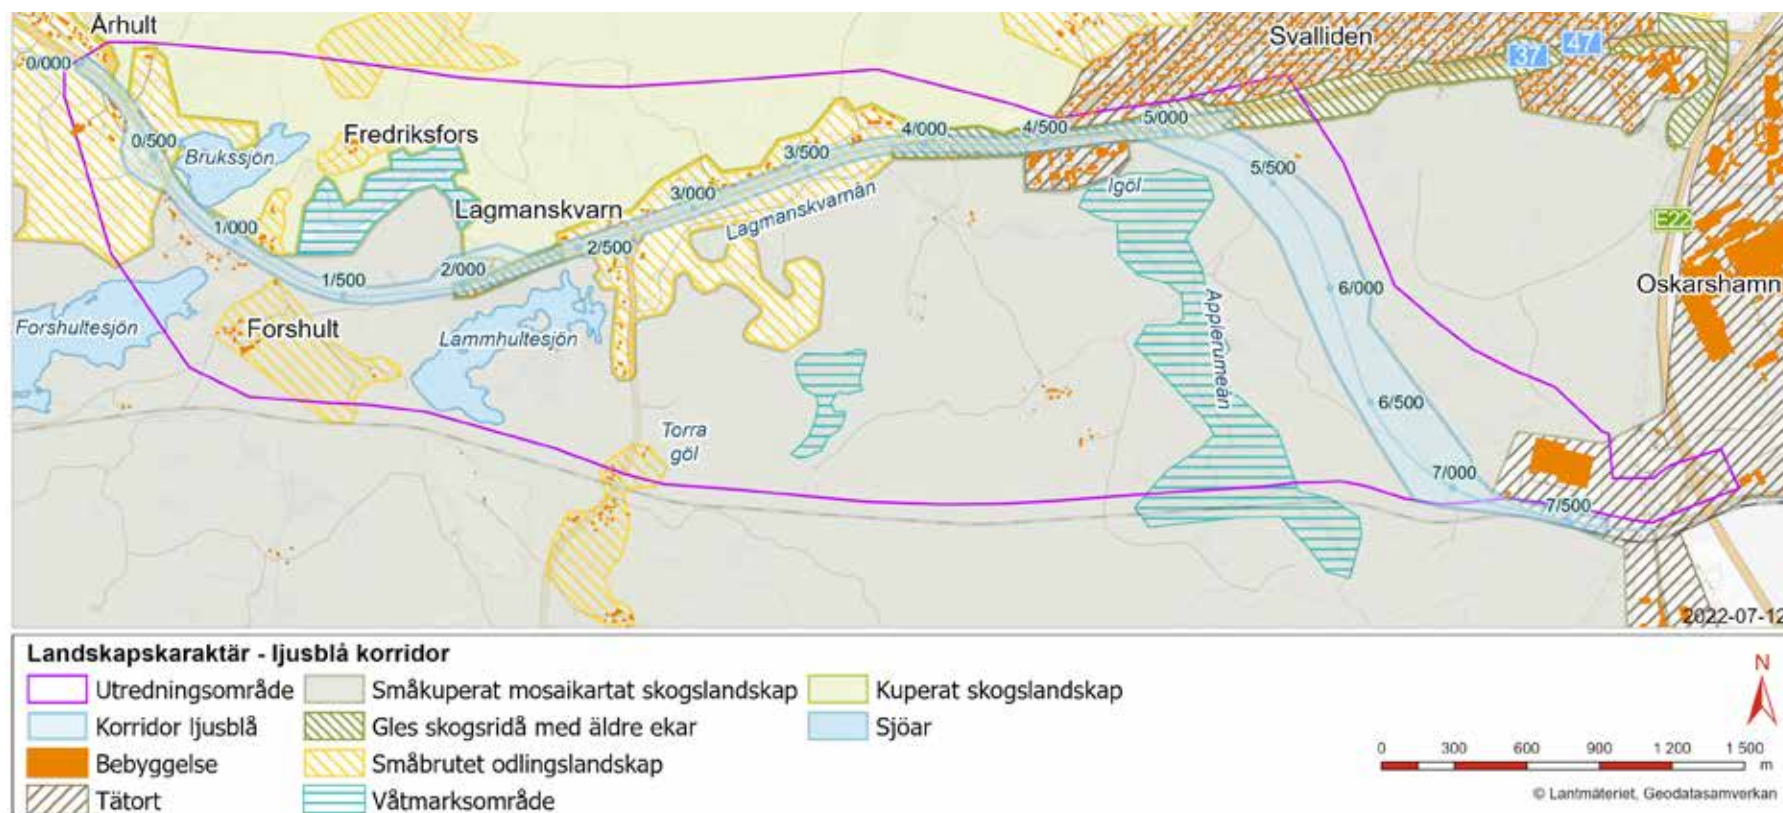 Århult
Svalliden
47
37
0/000
0/500
Brukssjön
Fredriksfors
4/000
4/500
5/000
3/500
3/000
5/500
Igöl
Lagmanskvarn
Lagmanskvarnån
E22
1/000
2/500
2/000
1/500
6/000
Oskarshamn
Forshultesjön
Forshult
Lammhultesjön
Applerumeån
6/500
Torra
göl
7/000
7/500
2022-07-12
Landskapskaraktär - ljusblå korridor
Utredningsområde
Småkuperat mosaikartat skogslandskap
Kuperat skogslandskap
Korridor ljusblå
Gles skogsridå med äldre ekar
Sjöar
Bebyggelse
Småbrutet odlingslandskap
Tätort
Våtmarksområde
N
0 300 600 900 1 200 1 500
m
© Lantmäteriet, Geodatasamverkan